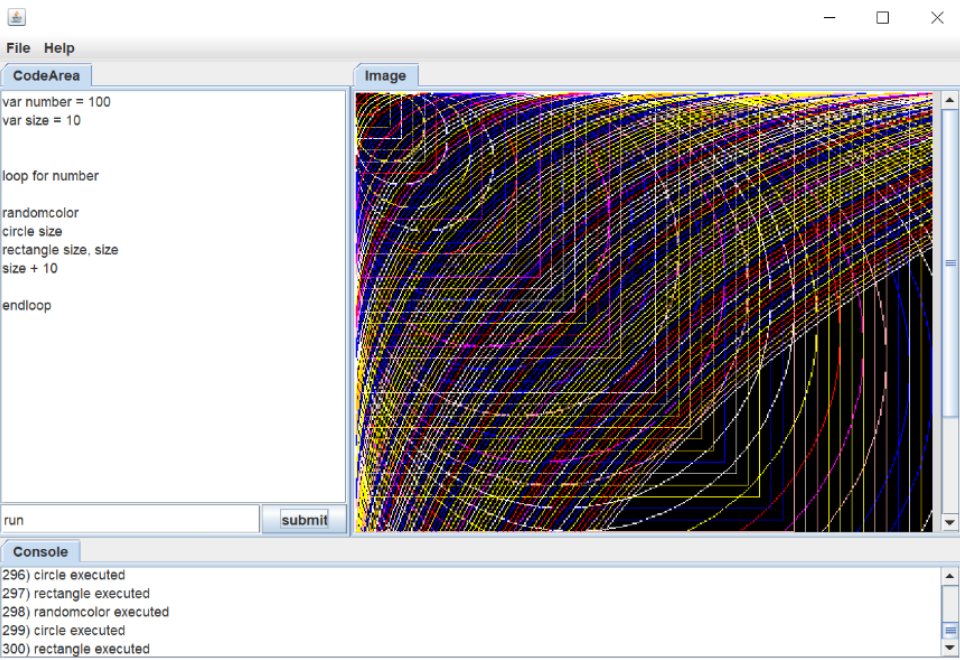 File Help
CodeArea
Image
var number = 100
var size = 10
loop for number
randomcolor
circle size
rectangle size, size
size + 10
endloop
run
submit
Console
296) circle executed
297) rectangle executed
298) randomcolor executed
299) circle executed
300) rectangle executed